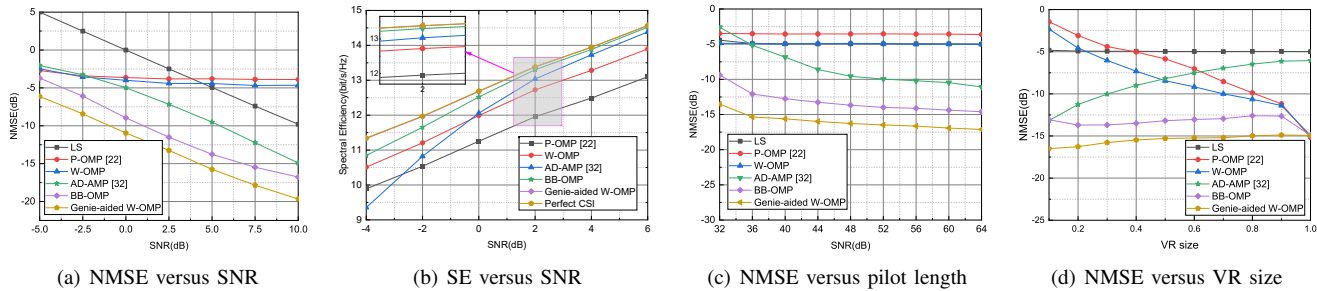 5
0
-5
-10
-15
-20
NMSE(dB)
LS
P-OMP [22]
W-OMP
AD-AMP [32]
BB-OMP
Genie-aided W-OMP
-5.0 -2.5 0.0 2.5 5.0 7.5 10.0
SNR(dB)
(a) NMSE versus SNR
15
14
13
12
11
10
9
Spectral Efficiency(bit/s/Hz)
13
12
2
P-OMP [22]
W-OMP
AD-AMP [32]
BB-OMP
Genie-aided W-OMP
Perfect CSI
-4 -2 0 2 4 6
SNR(dB)
(b) SE versus SNR
0
-5
-10
-15
-20
-25
-30
NMSE(dB)
LS
P-OMP [22]
W-OMP
AD-AMP [32]
BB-OMP
Genie-aided W-OMP
32 36 40 44 48 52 56 60 64
SNR(dB)
(c) NMSE versus pilot length
0
-5
-10
-15
-20
-25
NMSE(dB)
LS
P-OMP [22]
W-OMP
AD-AMP [32]
BB-OMP
Genie-aided W-OMP
0.2 0.4 0.6 0.8 1.0
VR size
(d) NMSE versus VR size